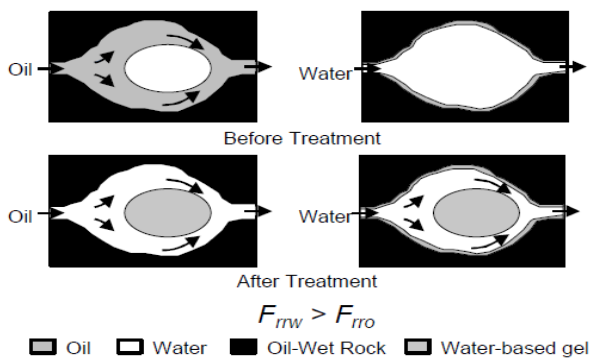 Oil
Water
Before Treatment
Oil
Water
After Treatment
Frrw > Frro
Oil
Water
Oil-Wet Rock
Water-based gel